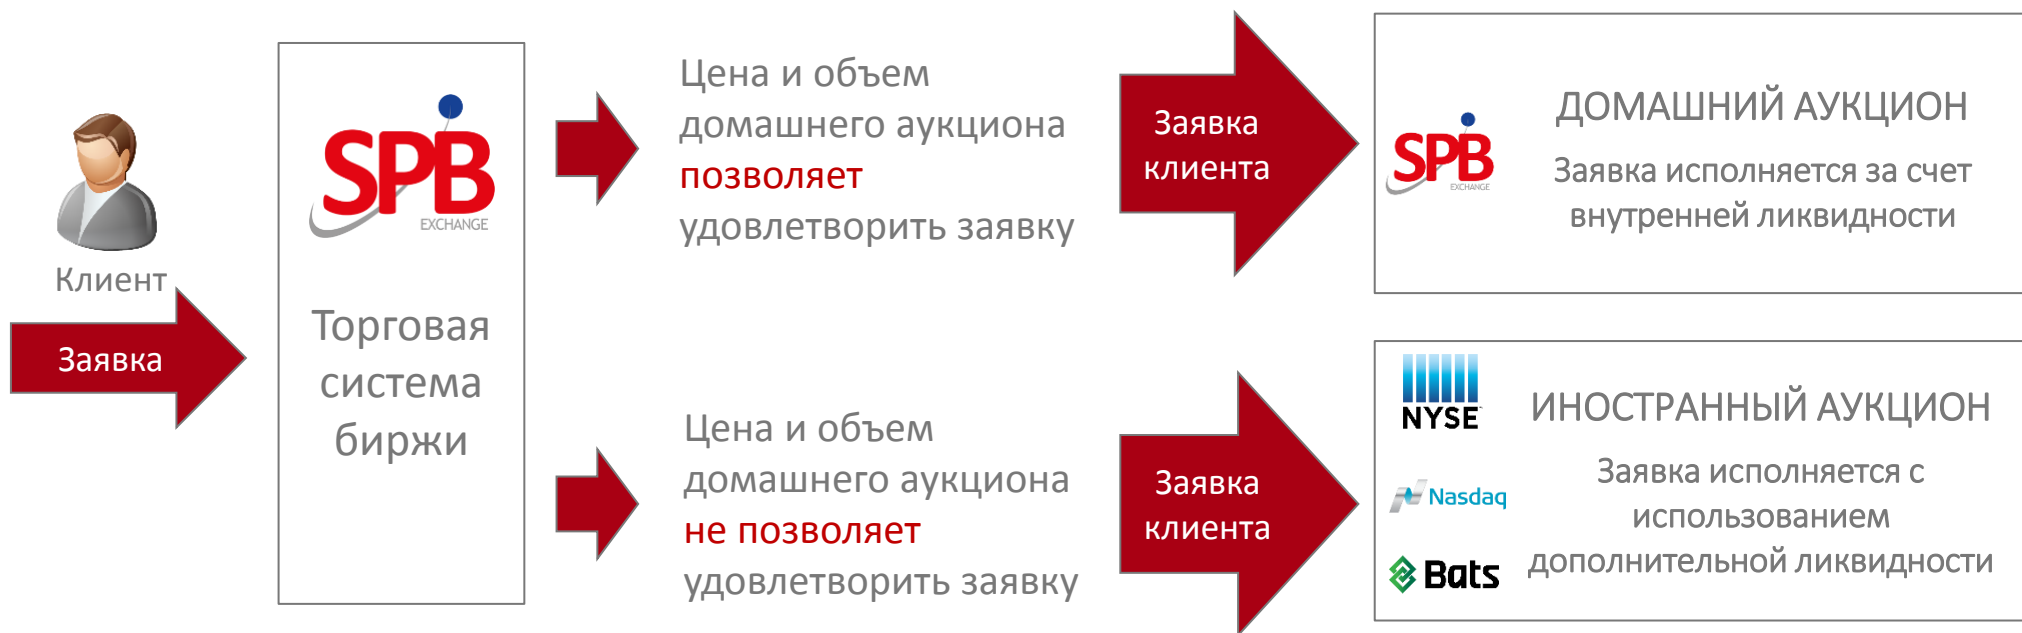 Клиент
Заявка
SPB
EXCHANGE
Торговая
система
биржи
Цена и объем
домашнего аукциона
позволяет
удовлетворить заявку
Заявка
клиента
SPB
EXCHANGE
ДОМАШНИЙ АУКЦИОН
Заявка исполняется за счет
внутренней ликвидности
Цена и объем
домашнего аукциона
не позволяет
удовлетворить заявку
Заявка
клиента
NYSE
Nasdaq
Bats
ИНОСТРАННЫЙ АУКЦИОН
Заявка исполняется с
использованием
дополнительной ликвидности